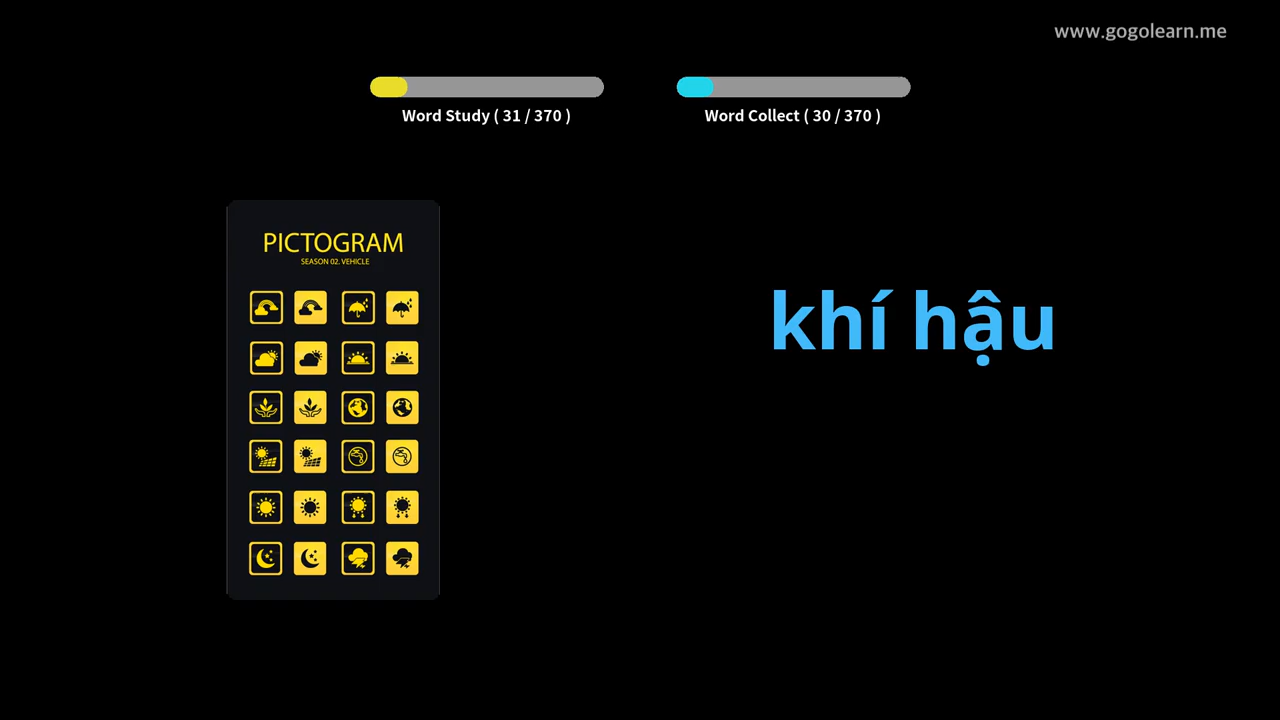 www.gogolearn.me
Word Study ( 31 / 370 )
Word Collect ( 30 / 370 )
PICTOGRAM
SEASON 02. VEHICLE
khí hậu